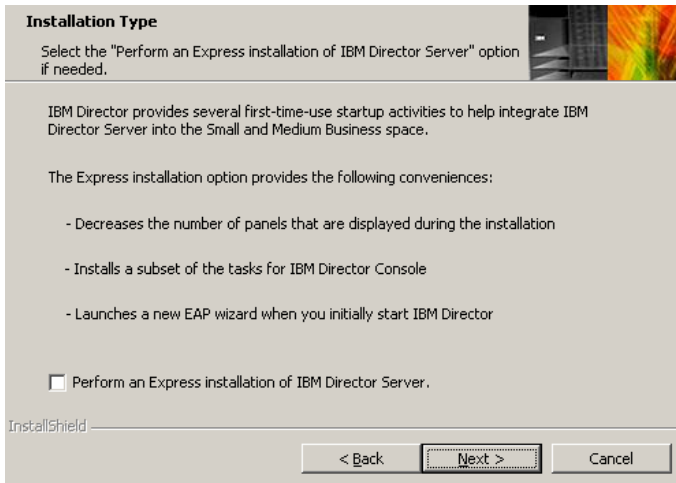 Installation Type
Select the "Perform an Express installation of IBM Director Server" option
if needed.
IBM Director provides several first-time-use startup activities to help integrate IBM
Director Server into the Small and Medium Business space.
The Express installation option provides the following conveniences:
- Decreases the number of panels that are displayed during the installation
- Installs a subset of the tasks for IBM Director Console
- Launches a new EAP wizard when you initially start IBM Director
Perform an Express installation of IBM Director Server.
InstallShield
< Back
Next >
Cancel